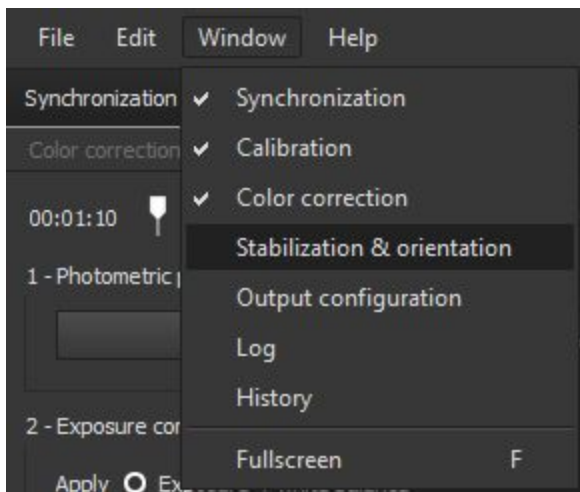 File Edit Window Help
Synchronization
✓ Synchronization
Color correction
✓ Calibration
✓ Color correction
00:01:10
Stabilization & orientation
1 - Photometric
Output configuration
Log
History
2 - Exposure
Fullscreen F
Apply